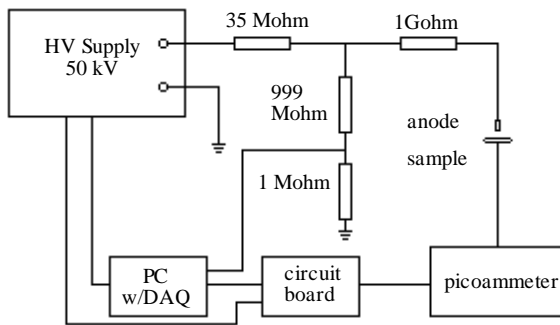 HV Supply
50 kV
35 Mohm
1Gohm
999
Mohm
anode
sample
1 Mohm
PC
w/DAQ
circuit
board
picoammeter